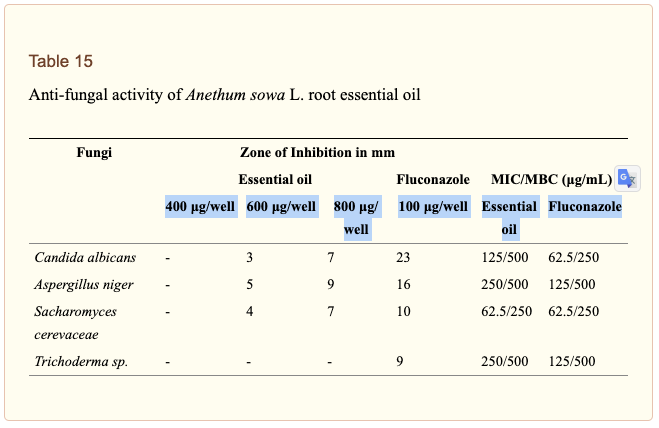 Table 15
Anti-fungal activity of Anethum sowa L. root essential oil
Fungi Zone of Inhibition in mm
Essential oil Fluconazole MIC/MBC (μg/mL)
400 μg/well 600 μg/well 800 μg/ 100 μg/well Essential Fluconazole
well oil
Candida albicans - 3 7 23 125/500 62.5/250
Aspergillus niger - 5 9 16 250/500 125/500
Sacharomyces - 4 7 10 62.5/250 62.5/250
cerevaceae
Trichoderma sp. - - - 9 250/500 125/500